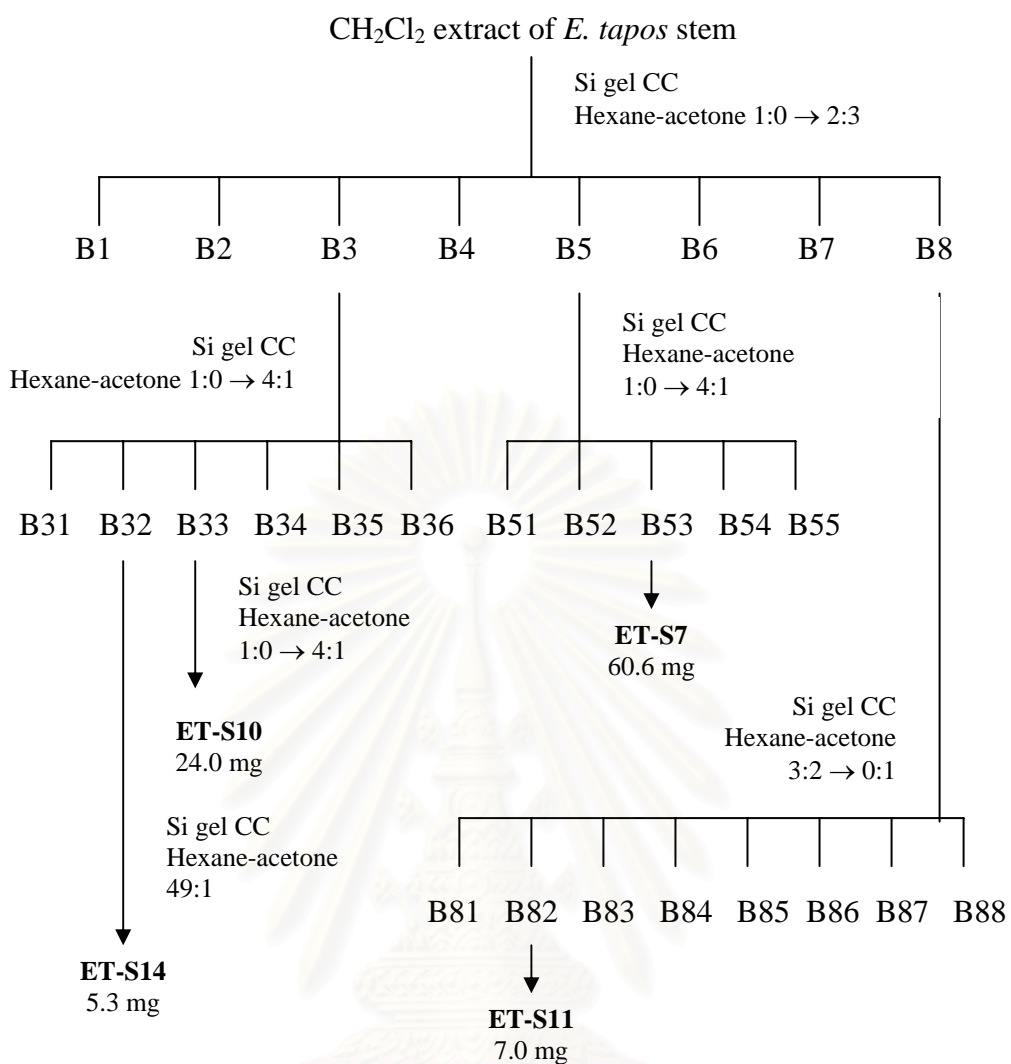 CH₂Cl₂ extract of E. tapos stem
Si gel CC
Hexane-acetone 1:0 → 2:3
B1 B2 B3 B4 B5 B6 B7 B8
Si gel CC
Hexane-acetone 1:0 → 4:1
Si gel CC
Hexane-acetone
1:0 → 4:1
B31 B32 B33 B34 B35 B36 B51 B52 B53 B54 B55
Si gel CC
Hexane-acetone
1:0 → 4:1
ET-S7
60.6 mg
ET-S10
24.0 mg
Si gel CC
Hexane-acetone
3:2 → 0:1
Si gel CC
Hexane-acetone
49:1
B81 B82 B83 B84 B85 B86 B87 B88
ET-S14
5.3 mg
ET-S11
7.0 mg